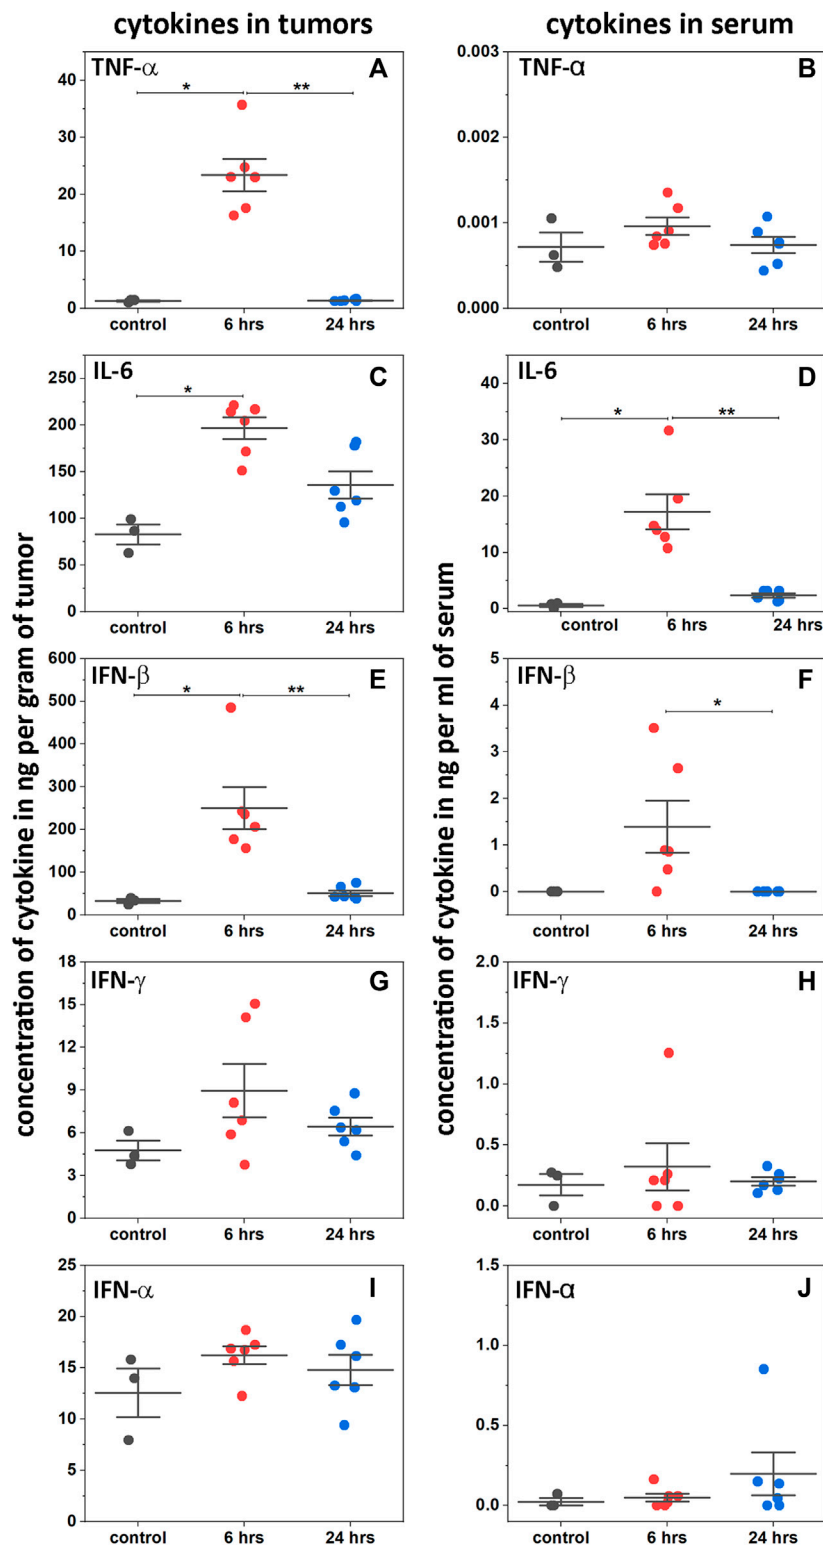 cytokines in tumors
cytokines in serum
concentration of cytokine in ng per gram of tumor
concentration of cytokine in ng per ml of serum
TNF-α
A
* **
40
30
20
10
0
control 6 hrs 24 hrs
TNF-α
B
0.003
0.002
0.001
0.000
control 6 hrs 24 hrs
IL-6
C
*
250
200
150
100
50
0
control 6 hrs 24 hrs
IL-6
D
* **
40
30
20
10
0
control 6 hrs 24 hrs
IFN-β
E
* **
600
500
400
300
200
100
0
control 6 hrs 24 hrs
IFN-β
F
*
5
4
3
2
1
0
control 6 hrs 24 hrs
IFN-γ
G
18
15
12
9
6
3
0
control 6 hrs 24 hrs
IFN-γ
H
2.0
1.5
1.0
0.5
0.0
control 6 hrs 24 hrs
IFN-α
I
25
20
15
10
5
0
control 6 hrs 24 hrs
IFN-α
J
1.5
1.0
0.5
0.0
control 6 hrs 24 hrs